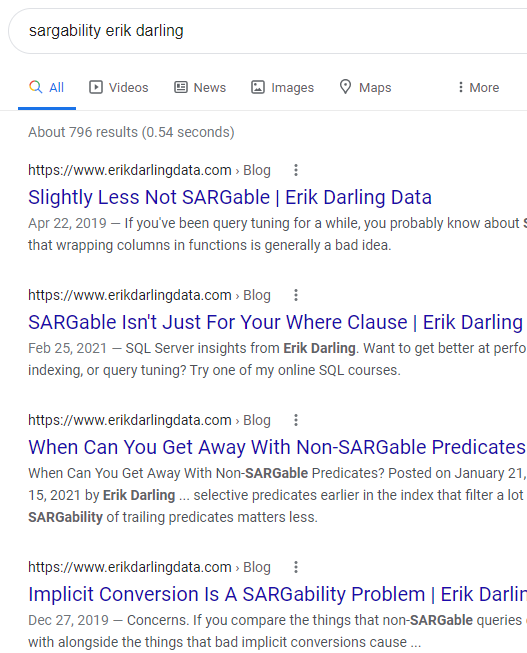 sargability erik darling
All Videos News Images Maps More
About 796 results (0.54 seconds)
https://www.erikdarlingdata.com › Blog
Slightly Less Not SARGable | Erik Darling Data
Apr 22, 2019 — If you've been query tuning for a while, you probably know about
that wrapping columns in functions is generally a bad idea.
https://www.erikdarlingdata.com › Blog
SARGable Isn't Just For Your Where Clause | Erik Darling
Feb 25, 2021 — SQL Server insights from Erik Darling. Want to get better at perfo
indexing, or query tuning? Try one of my online SQL courses.
https://www.erikdarlingdata.com › Blog
When Can You Get Away With Non-SARGable Predicates
When Can You Get Away With Non-SARGable Predicates? Posted on January 21,
15, 2021 by Erik Darling ... selective predicates earlier in the index that filter a lot
SARGability of trailing predicates matters less.
https://www.erikdarlingdata.com › Blog
Implicit Conversion Is A SARGability Problem | Erik Darlin
Dec 27, 2019 — Concerns. If you compare the things that non-SARGable queries
with alongside the things that bad implicit conversions cause ...